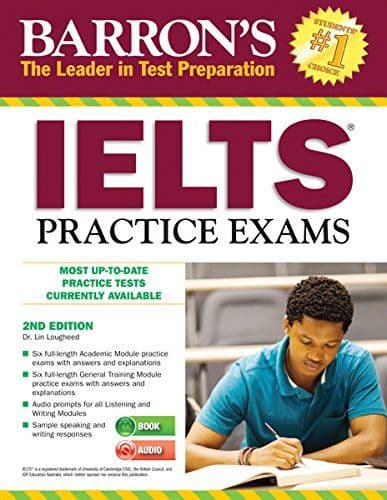 BARRON'S
The Leader in Test Preparation
STUDENTS'
#1
CHOICE
IELTS®
PRACTICE EXAMS
MOST UP-TO-DATE
PRACTICE TESTS
CURRENTLY AVAILABLE
2ND EDITION
Dr. Lin Lougheed
• Six full-length Academic Module practice
exams with answers and explanations
• Six full-length General Training Module
practice exams with answers and
explanations
• Audio prompts for all Listening and
Writing Modules
• Sample speaking and
writing responses
BOOK
AUDIO
IELTS® is a registered trademark of University of Cambridge ESOL, the British Council, and
IDP Education Australia, which neither sponsor nor endorse this product.